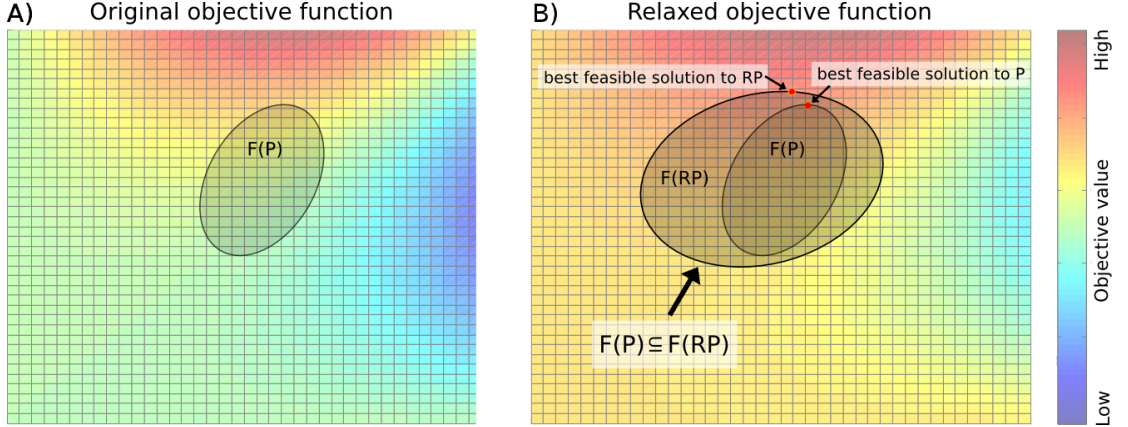 A)
Original objective function
F(P)
B)
Relaxed objective function
best feasible solution to RP
best feasible solution to P
F(P)
F(RP)
F(P)⊆F(RP)
High
Objective value
Low